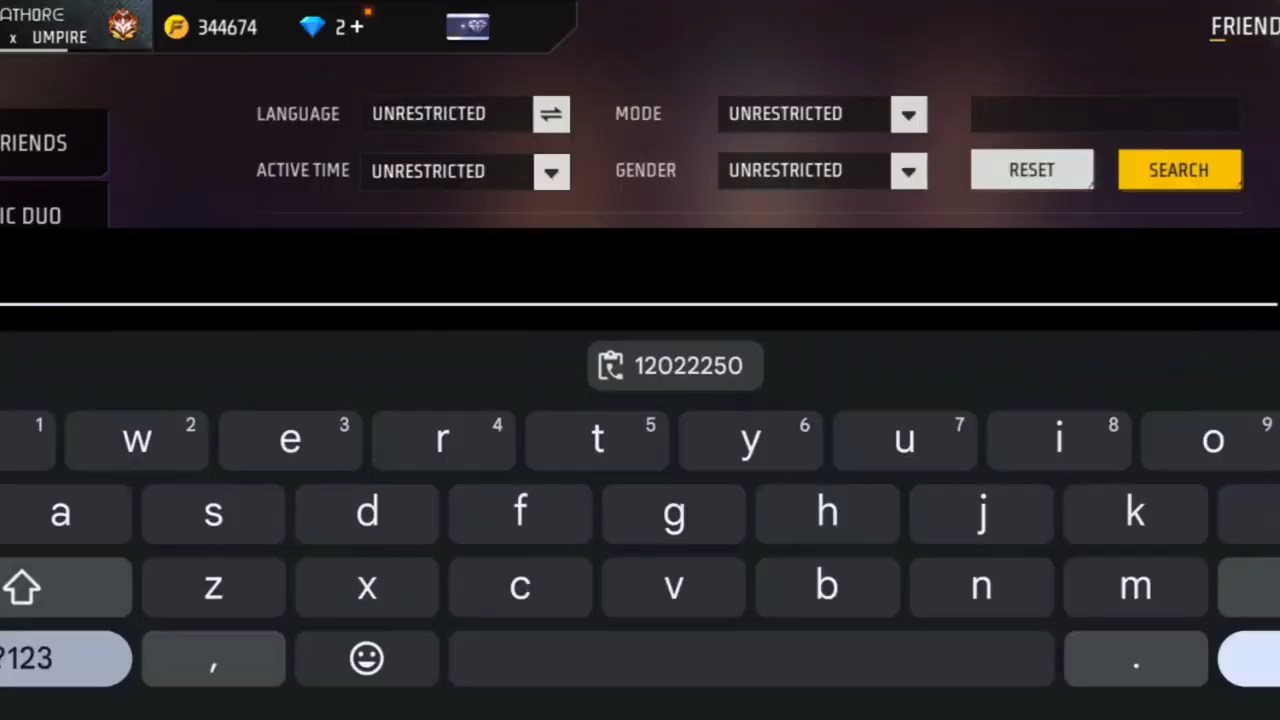 ATHORE
x UMPIRE
344674
2 +
FRIEND
LANGUAGE UNRESTRICTED MODE UNRESTRICTED
RIENDS
ACTIVE TIME UNRESTRICTED GENDER UNRESTRICTED RESET SEARCH
IC DUO
12022250
1 w 2 e 3 r 4 t 5 y 6 u 7 i 8 o 9
a s d f g h j k
z x c v b n m
?123 , .